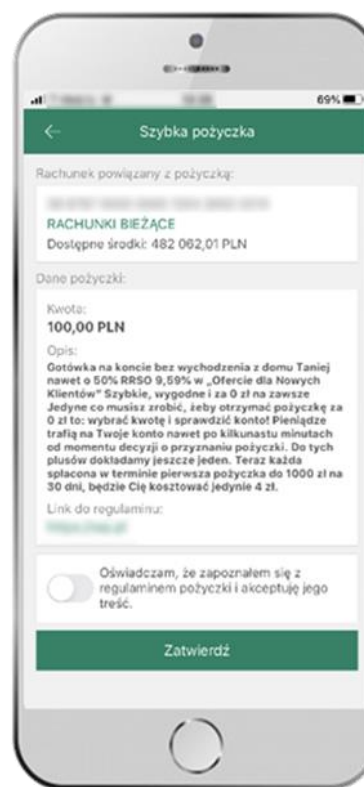 69%
Szybka pożyczka
Rachunek powiązany z pożyczką:
RACHUNKI BIEŻĄCE
Dostępne środki: 482 062,01 PLN
Dane pożyczki:
Kwota:
100,00 PLN
Opis:
Gotówka na koncie bez wychodzenia z domu Taniej
nawet o 50% RRSO 9,59% w „Ofercie dla Nowych
Klientów” Szybkie, wygodne i za 0 zł na zawsze
Jedyne co musisz zrobić, żeby otrzymać pożyczkę za
0 zł to: wybrać kwotę i sprawdzić konto! Pieniądze
trafią na Twoje konto nawet po kilkunastu minutach
od momentu decyzji o przyznaniu pożyczki. Do tych
plusów dokładamy jeszcze jeden. Teraz każda
spłacona w terminie pierwsza pożyczka do 1000 zł na
30 dni, będzie Cię kosztować jedynie 4 zł.
Link do regulaminu:
Oświadczam, że zapoznałem się z
regulaminem pożyczki i akceptuję jego
treść.
Zatwierdź